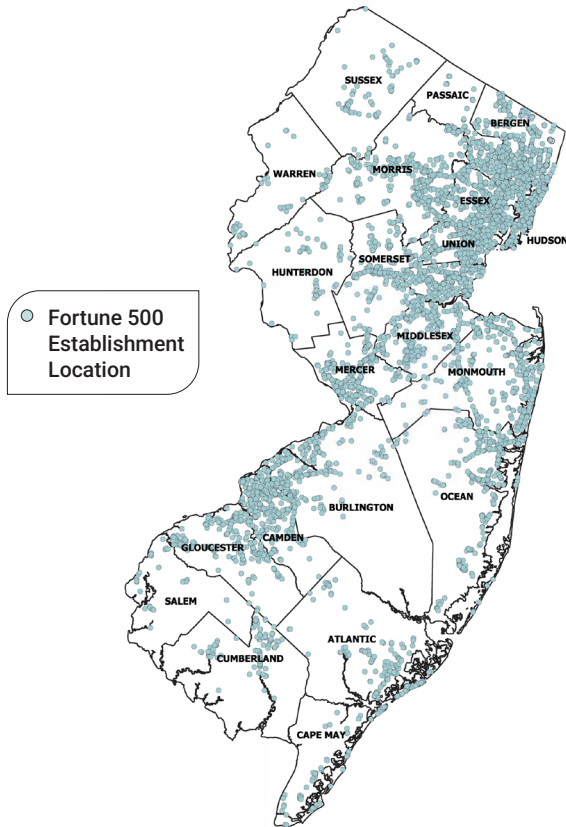 SUSSEX
PASSAIC
BERGEN
WARREN
MORRIS
ESSEX
UNION
HUDSON
SOMERSET
HUNTERDON
Fortune 500
Establishment
Location
MIDDLESEX
MERCER
MONMOUTH
OCEAN
BURLINGTON
CAMDEN
GLOUCESTER
SALEM
ATLANTIC
CUMBERLAND
CAPE MAY